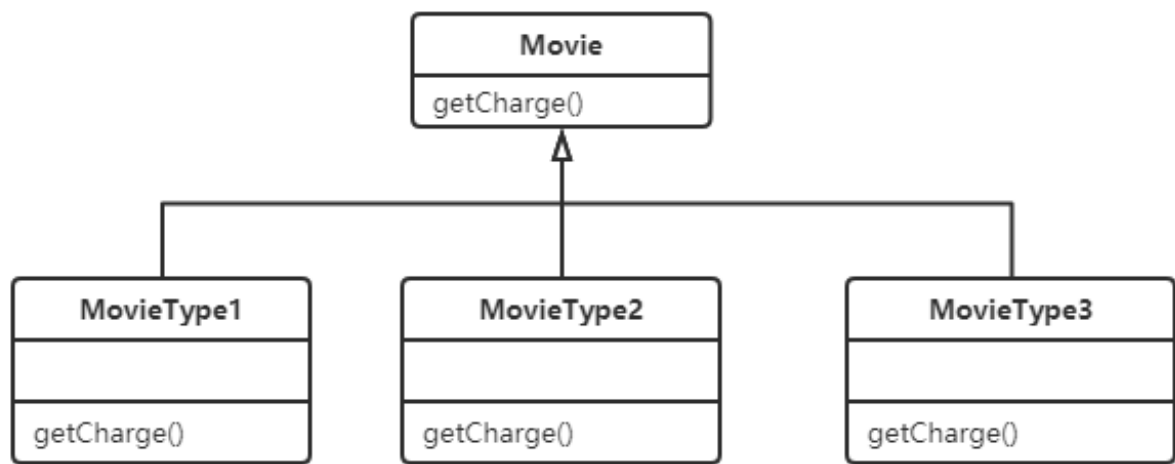 Movie
getCharge()
MovieType1
MovieType2
MovieType3
getCharge()
getCharge()
getCharge()